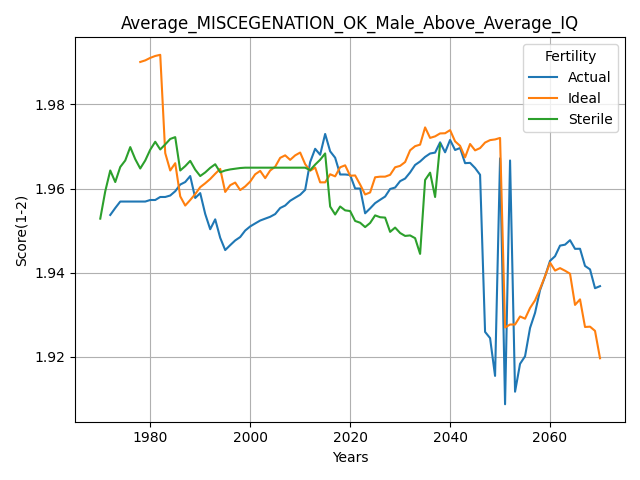 Average_MISCEGENATION_OK_Male_Above_Average_IQ
Fertility
Actual
Ideal
Sterile
Score(1-2)
1.98
1.96
1.94
1.92
1980 2000 2020 2040 2060
Years